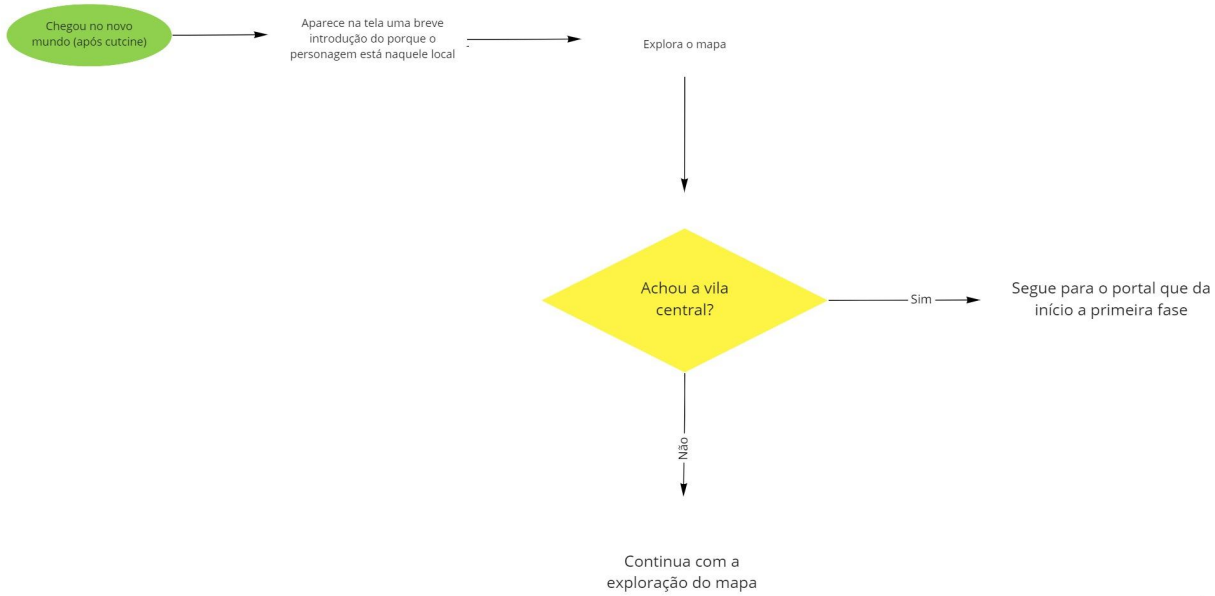 Chegou no novo
mundo (após cutcine)
Aparece na tela uma breve
introdução do porque o
personagem está naquele local
Explora o mapa
Achou a vila
central?
Sim
Segue para o portal que da
início a primeira fase
Não
Continua com a
exploração do mapa